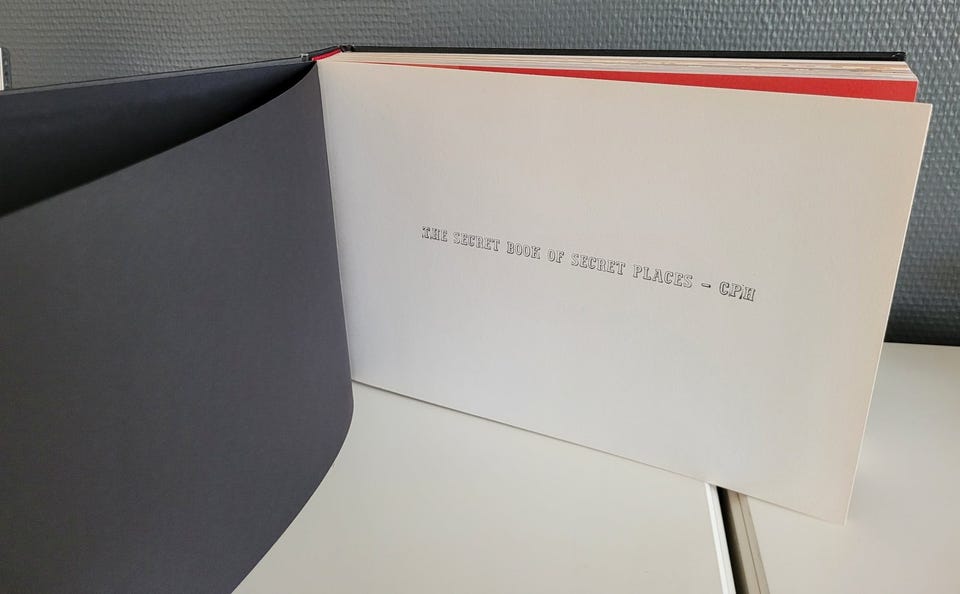 THE SECRET BOOK OF SECRET PLACES – CPH